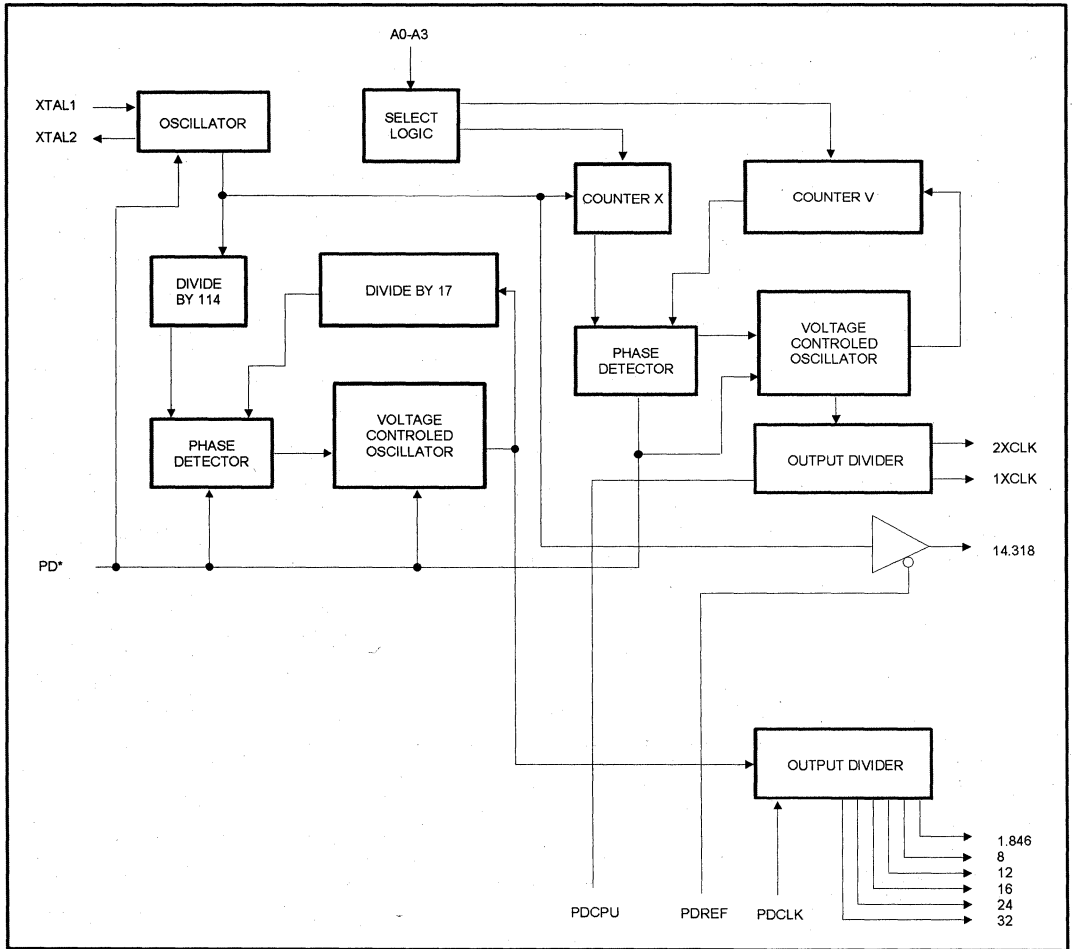 A0-A3
XTAL1
XTAL2
OSCILLATOR
SELECT
LOGIC
COUNTER X
COUNTER V
DIVIDE
BY 114
DIVIDE BY 17
PHASE
DETECTOR
VOLTAGE
CONTROLED
OSCILLATOR
PHASE
DETECTOR
VOLTAGE
CONTROLED
OSCILLATOR
OUTPUT DIVIDER
2XCLK
1XCLK
14.318
PD*
OUTPUT DIVIDER
1.846
8
12
16
24
32
PDCPU
PDREF
PDCLK